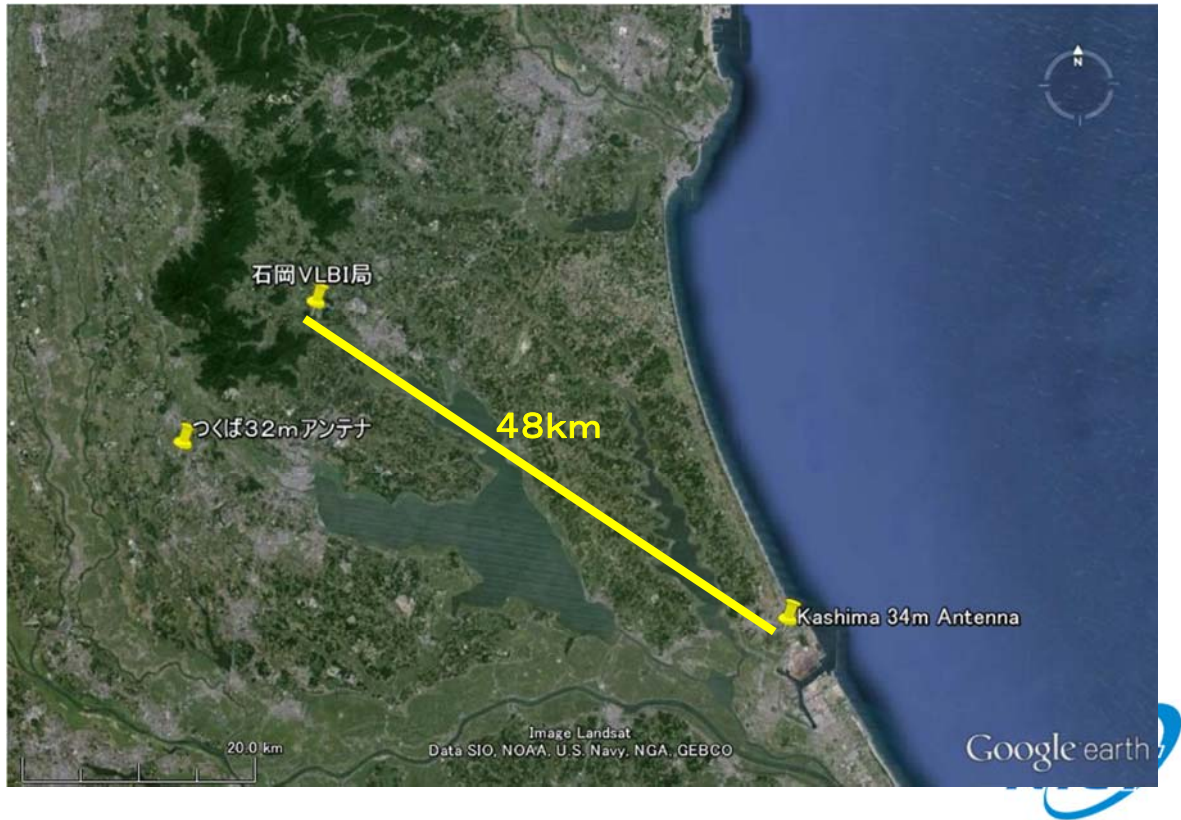 N
石岡VLBI局
つくば32mアンテナ
48km
Kashima 34m Antenna
Image Landsat
Data SIO, NOAA, U.S. Navy, NGA, GEBCO
20.0 km
Google earth